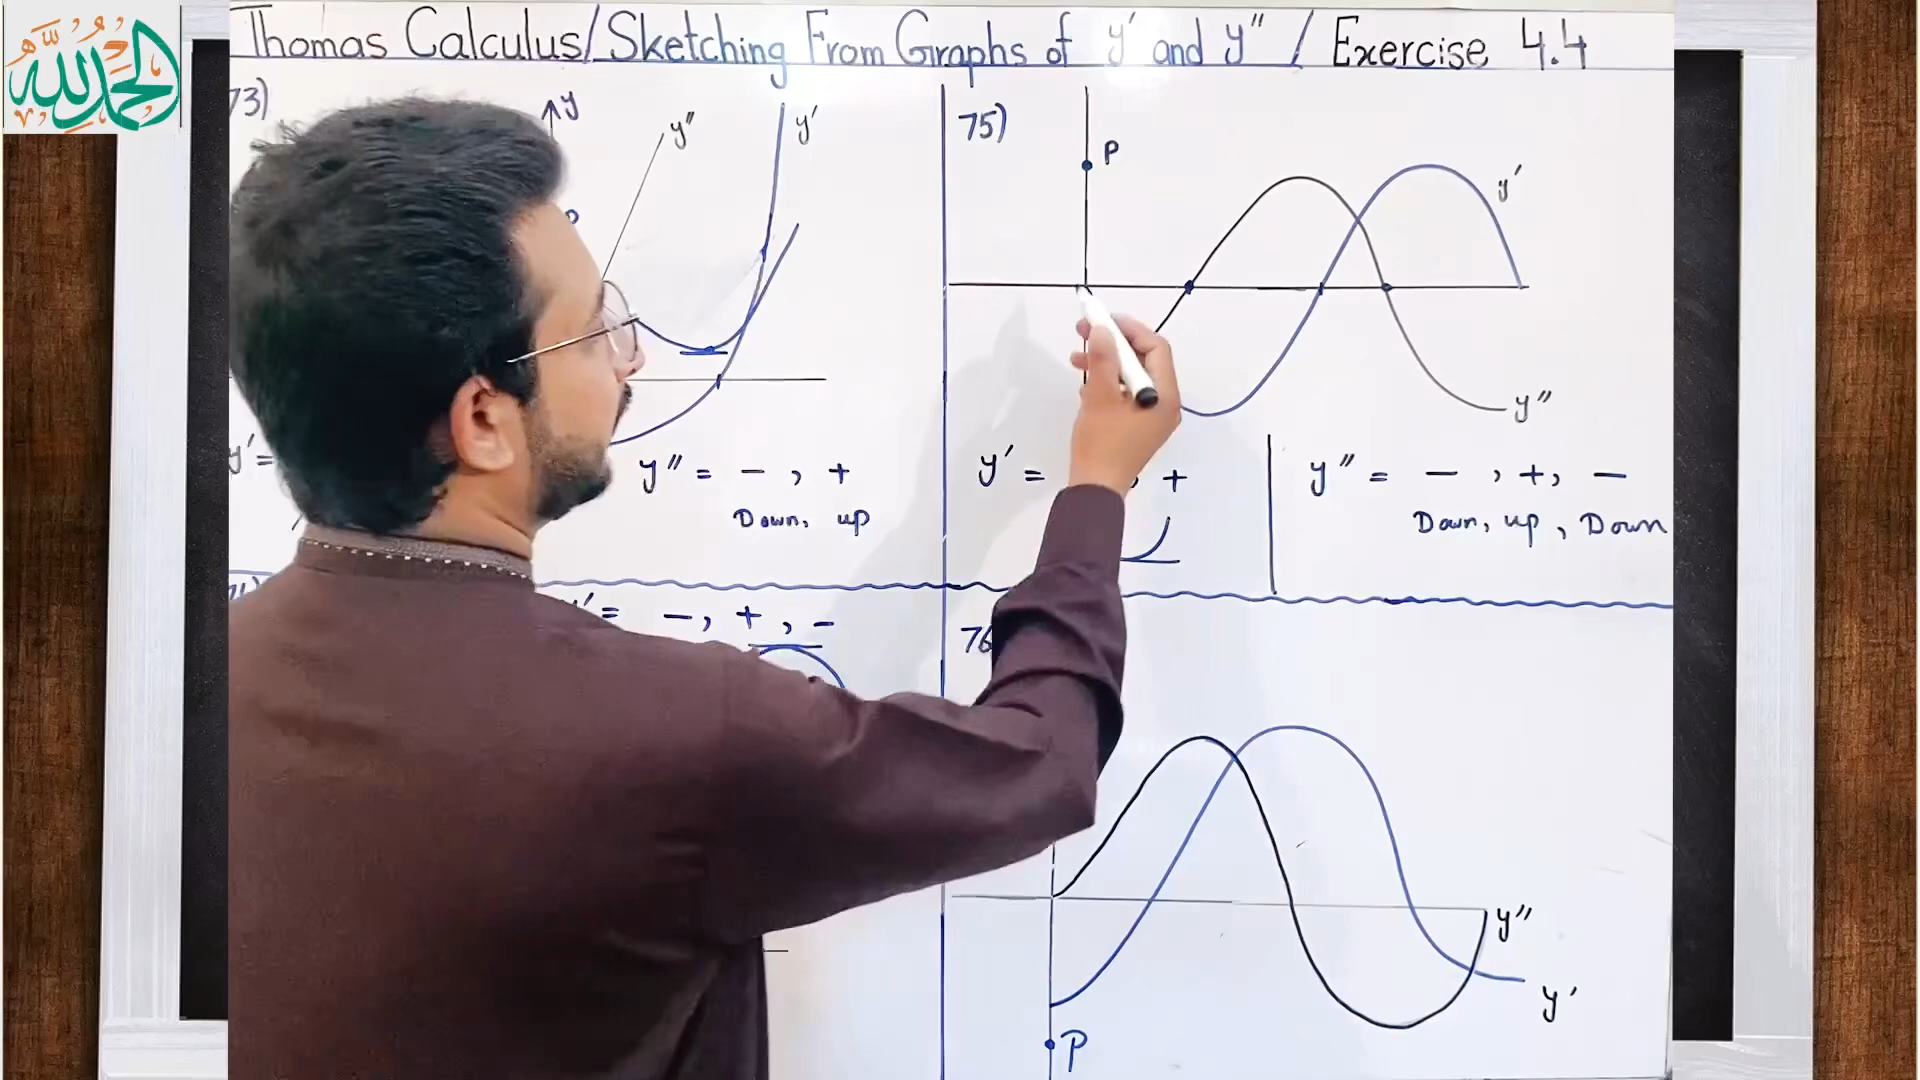 الحمد لله
Thomas Calculus/Sketching From Graphs of y' and y" / Exercise 4.4
73)
y
y"
y'
P
y' =
y" = - , +
Down, up
75)
P
y'
y"
y' = , +
y" = - , +, -
Down, up, Down
y' = -, +, -
76
y"
y'
P